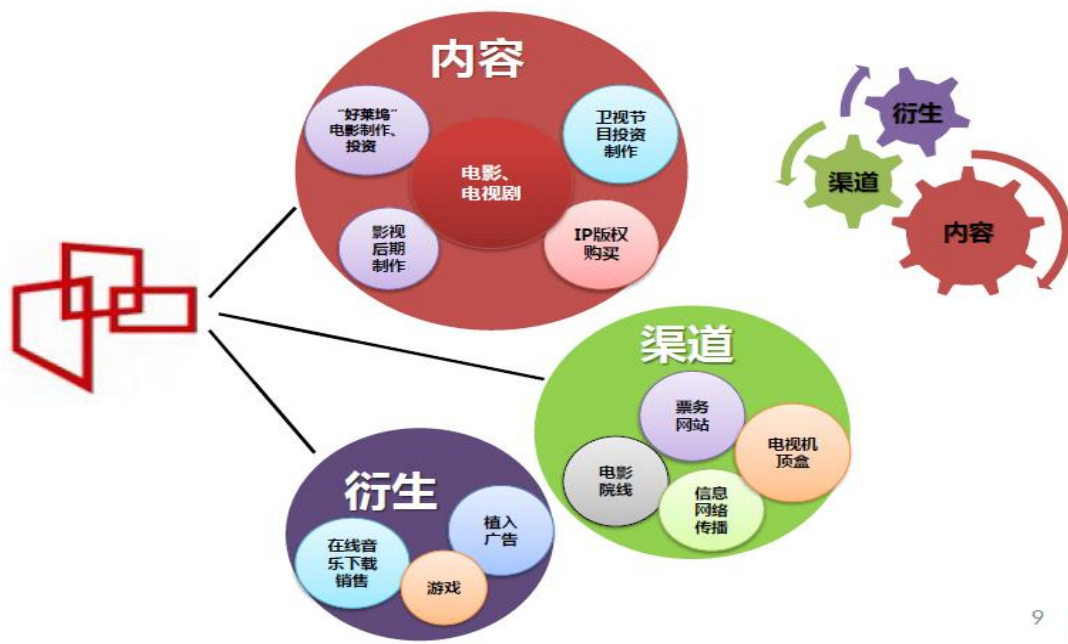 内容
“好莱坞”
电影制作、
投资
卫视节
目投资
制作
电影、
电视剧
影视
后期
制作
IP版权
购买
衍生
渠道
内容
渠道
票务
网站
电视机
顶盒
电影
院线
信息
网络
传播
衍生
植入
广告
在线音
乐下载
销售
游戏
9